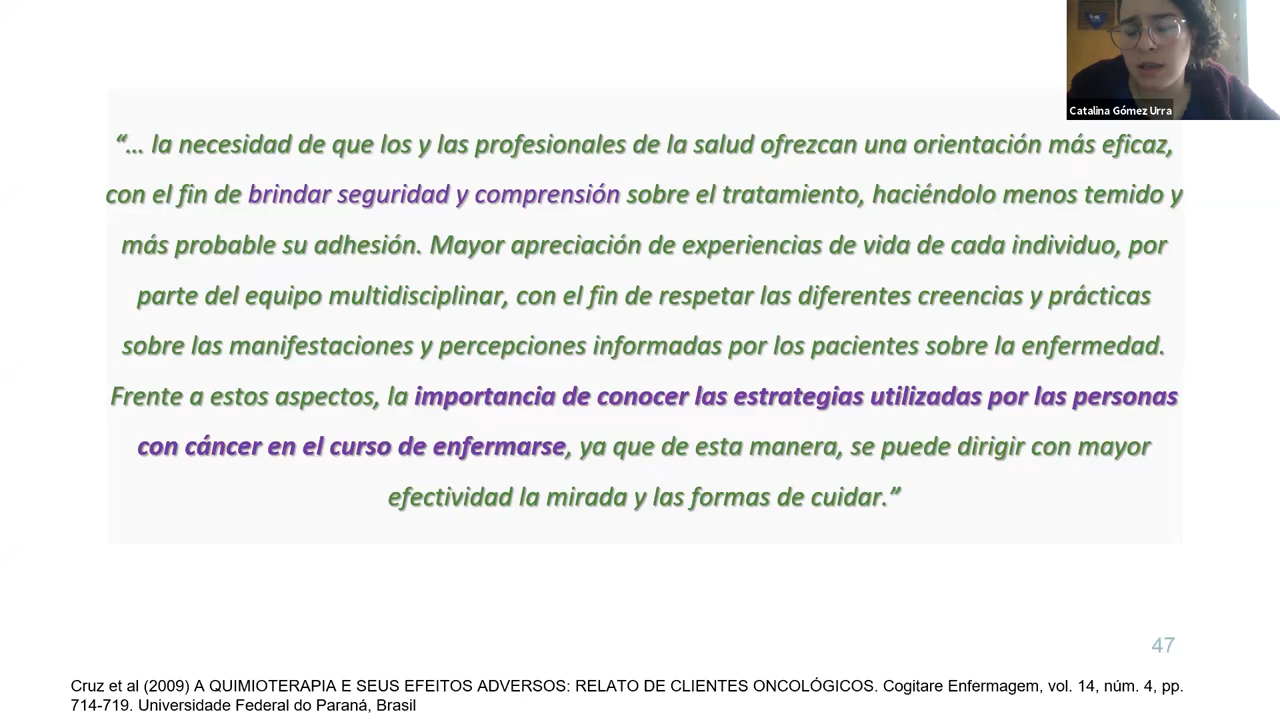 Catalina Gómez Urra
“... la necesidad de que los y las profesionales de la salud ofrezcan una orientación más eficaz,
con el fin de brindar seguridad y comprensión sobre el tratamiento, haciéndolo menos temido y
más probable su adhesión. Mayor apreciación de experiencias de vida de cada individuo, por
parte del equipo multidisciplinar, con el fin de respetar las diferentes creencias y prácticas
sobre las manifestaciones y percepciones informadas por los pacientes sobre la enfermedad.
Frente a estos aspectos, la importancia de conocer las estrategias utilizadas por las personas
con cáncer en el curso de enfermarse, ya que de esta manera, se puede dirigir con mayor
efectividad la mirada y las formas de cuidar.”
47
Cruz et al (2009) A QUIMIOTERAPIA E SEUS EFEITOS ADVERSOS: RELATO DE CLIENTES ONCOLÓGICOS. Cogitare Enfermagem, vol. 14, núm. 4, pp.
714-719. Universidade Federal do Paraná, Brasil